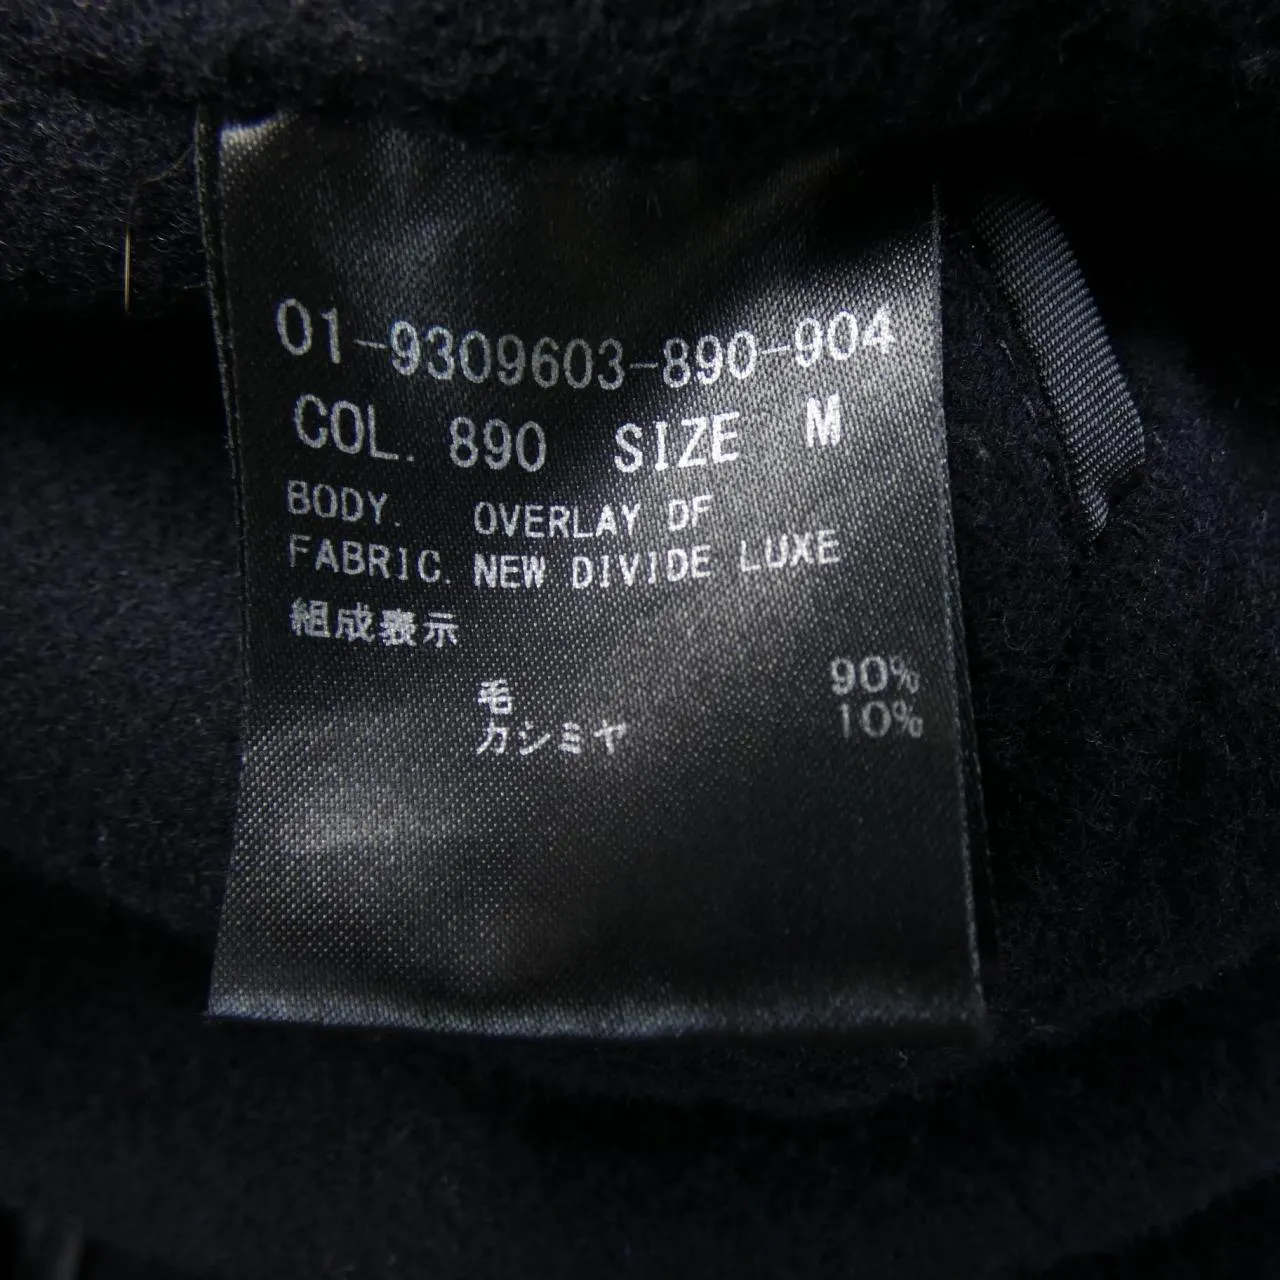 01-9309603-890-904
COL. 890 SIZE M
BODY. OVERLAY DF
FABRIC. NEW DIVIDE LUXE
組成表示
毛 90%
カシミヤ 10%